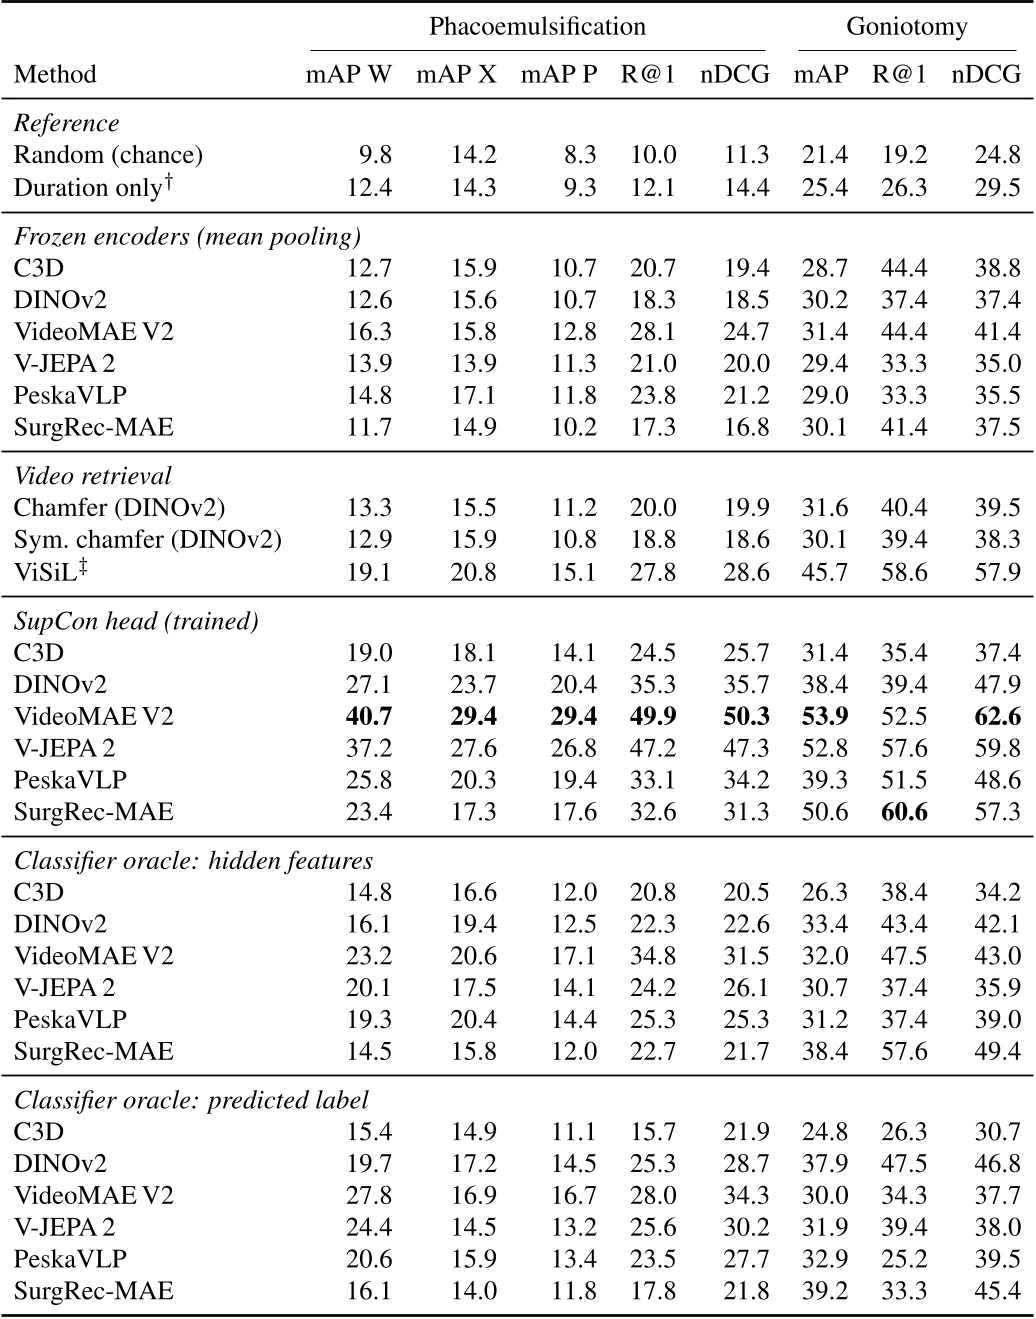 Phacoemulsification Goniotomy
Method mAP W mAP X mAP P R@1 nDCG mAP R@1 nDCG
Reference
Random (chance) 9.8 14.2 8.3 10.0 11.3 21.4 19.2 24.8
Duration only† 12.4 14.3 9.3 12.1 14.4 25.4 26.3 29.5
Frozen encoders (mean pooling)
C3D 12.7 15.9 10.7 20.7 19.4 28.7 44.4 38.8
DINOv2 12.6 15.6 10.7 18.3 18.5 30.2 37.4 37.4
VideoMAE V2 16.3 15.8 12.8 28.1 24.7 31.4 44.4 41.4
V-JEPA 2 13.9 13.9 11.3 21.0 20.0 29.4 33.3 35.0
PeskaVLP 14.8 17.1 11.8 23.8 21.2 29.0 33.3 35.5
SurgRec-MAE 11.7 14.9 10.2 17.3 16.8 30.1 41.4 37.5
Video retrieval
Chamfer (DINOv2) 13.3 15.5 11.2 20.0 19.9 31.6 40.4 39.5
Sym. chamfer (DINOv2) 12.9 15.9 10.8 18.8 18.6 30.1 39.4 38.3
ViSiL‡ 19.1 20.8 15.1 27.8 28.6 45.7 58.6 57.9
SupCon head (trained)
C3D 19.0 18.1 14.1 24.5 25.7 31.4 35.4 37.4
DINOv2 27.1 23.7 20.4 35.3 35.7 38.4 39.4 47.9
VideoMAE V2 40.7 29.4 29.4 49.9 50.3 53.9 52.5 62.6
V-JEPA 2 37.2 27.6 26.8 47.2 47.3 52.8 57.6 59.8
PeskaVLP 25.8 20.3 19.4 33.1 34.2 39.3 51.5 48.6
SurgRec-MAE 23.4 17.3 17.6 32.6 31.3 50.6 60.6 57.3
Classifier oracle: hidden features
C3D 14.8 16.6 12.0 20.8 20.5 26.3 38.4 34.2
DINOv2 16.1 19.4 12.5 22.3 22.6 33.4 43.4 42.1
VideoMAE V2 23.2 20.6 17.1 34.8 31.5 32.0 47.5 43.0
V-JEPA 2 20.1 17.5 14.1 24.2 26.1 30.7 37.4 35.9
PeskaVLP 19.3 20.4 14.4 25.3 25.3 31.2 37.4 39.0
SurgRec-MAE 14.5 15.8 12.0 22.7 21.7 38.4 57.6 49.4
Classifier oracle: predicted label
C3D 15.4 14.9 11.1 15.7 21.9 24.8 26.3 30.7
DINOv2 19.7 17.2 14.5 25.3 28.7 37.9 47.5 46.8
VideoMAE V2 27.8 16.9 16.7 28.0 34.3 30.0 34.3 37.7
V-JEPA 2 24.4 14.5 13.2 25.6 30.2 31.9 39.4 38.0
PeskaVLP 20.6 15.9 13.4 23.5 27.7 32.9 25.2 39.5
SurgRec-MAE 16.1 14.0 11.8 17.8 21.8 39.2 33.3 45.4